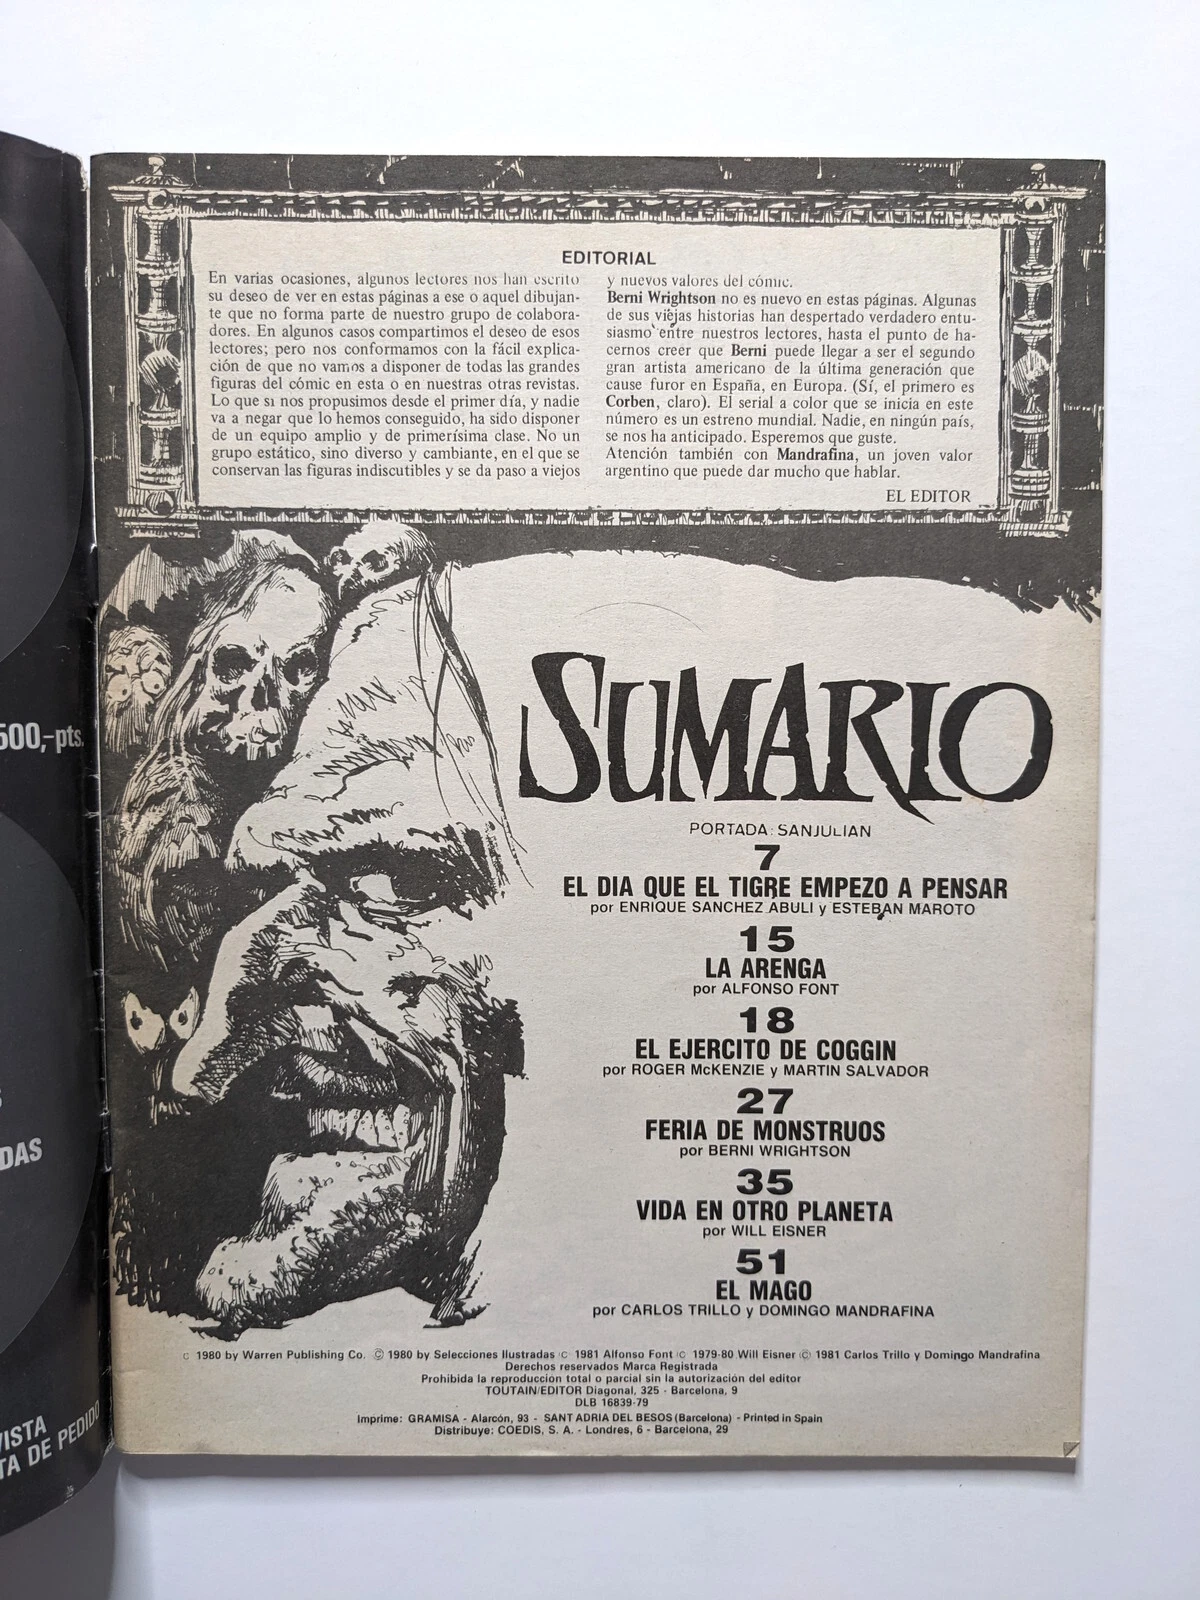 EDITORIAL
En varias ocasiones, algunos lectores nos han escrito
su deseo de ver en estas páginas a ese o aquel dibujan-
te que no forma parte de nuestro grupo de colabora-
dores. En algunos casos compartimos el deseo de esos
lectores; pero nos conformamos con la fácil explica-
ción de que no vamos a disponer de todas las grandes
figuras del cómic en esta o en nuestras otras revistas.
Lo que si nos propusimos desde el primer día, y nadie
va a negar que lo hemos conseguido, ha sido disponer
de un equipo amplio y de primerísima clase. No un
grupo estático, sino diverso y cambiante, en el que se
conservan las figuras indiscutibles y se da paso a viejos
y nuevos valores del cómic.
Berni Wrightson no es nuevo en estas páginas. Algunas
de sus viejas historias han despertado verdadero entu-
siasmo entre nuestros lectores, hasta el punto de ha-
cernos creer que Berni puede llegar a ser el segundo
gran artista americano de la última generación que
cause furor en España, en Europa. (Sí, el primero es
Corben, claro). El serial a color que se inicia en este
número es un estreno mundial. Nadie, en ningún país,
se nos ha anticipado. Esperemos que guste.
Atención también con Mandrafina, un joven valor
argentino que puede dar mucho que hablar.
EL EDITOR
SUMARIO
PORTADA: SANJULIAN
7
EL DIA QUE EL TIGRE EMPEZO A PENSAR
por ENRIQUE SANCHEZ ABULI y ESTEBAN MAROTO
15
LA ARENGA
por ALFONSO FONT
18
EL EJERCITO DE COGGIN
por ROGER McKENZIE y MARTIN SALVADOR
27
FERIA DE MONSTRUOS
por BERNI WRIGHTSON
35
VIDA EN OTRO PLANETA
por WILL EISNER
51
EL MAGO
por CARLOS TRILLO y DOMINGO MANDRAFINA
© 1980 by Warren Publishing Co. © 1980 by Selecciones Ilustradas © 1981 Alfonso Font © 1979-80 Will Eisner © 1981 Carlos Trillo y Domingo Mandrafina
Derechos reservados Marca Registrada
Prohibida la reproducción total o parcial sin la autorización del editor
TOUTAIN/EDITOR Diagonal, 325 - Barcelona, 9
DLB 16839-79
Imprime: GRAMISA - Alarcón, 93 - SANT ADRIA DEL BESOS (Barcelona) - Printed in Spain
Distribuye: COEDIS, S. A. - Londres, 6 - Barcelona, 29
500,-pts.
DAS
VISTA
TA DE PEDIDO